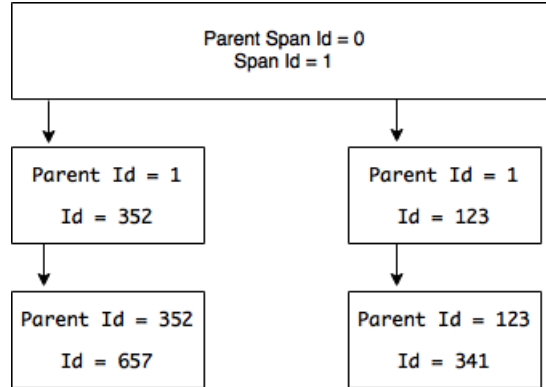 Parent Span Id = 0
Span Id = 1
Parent Id = 1
Id = 352
Parent Id = 1
Id = 123
Parent Id = 352
Id = 657
Parent Id = 123
Id = 341